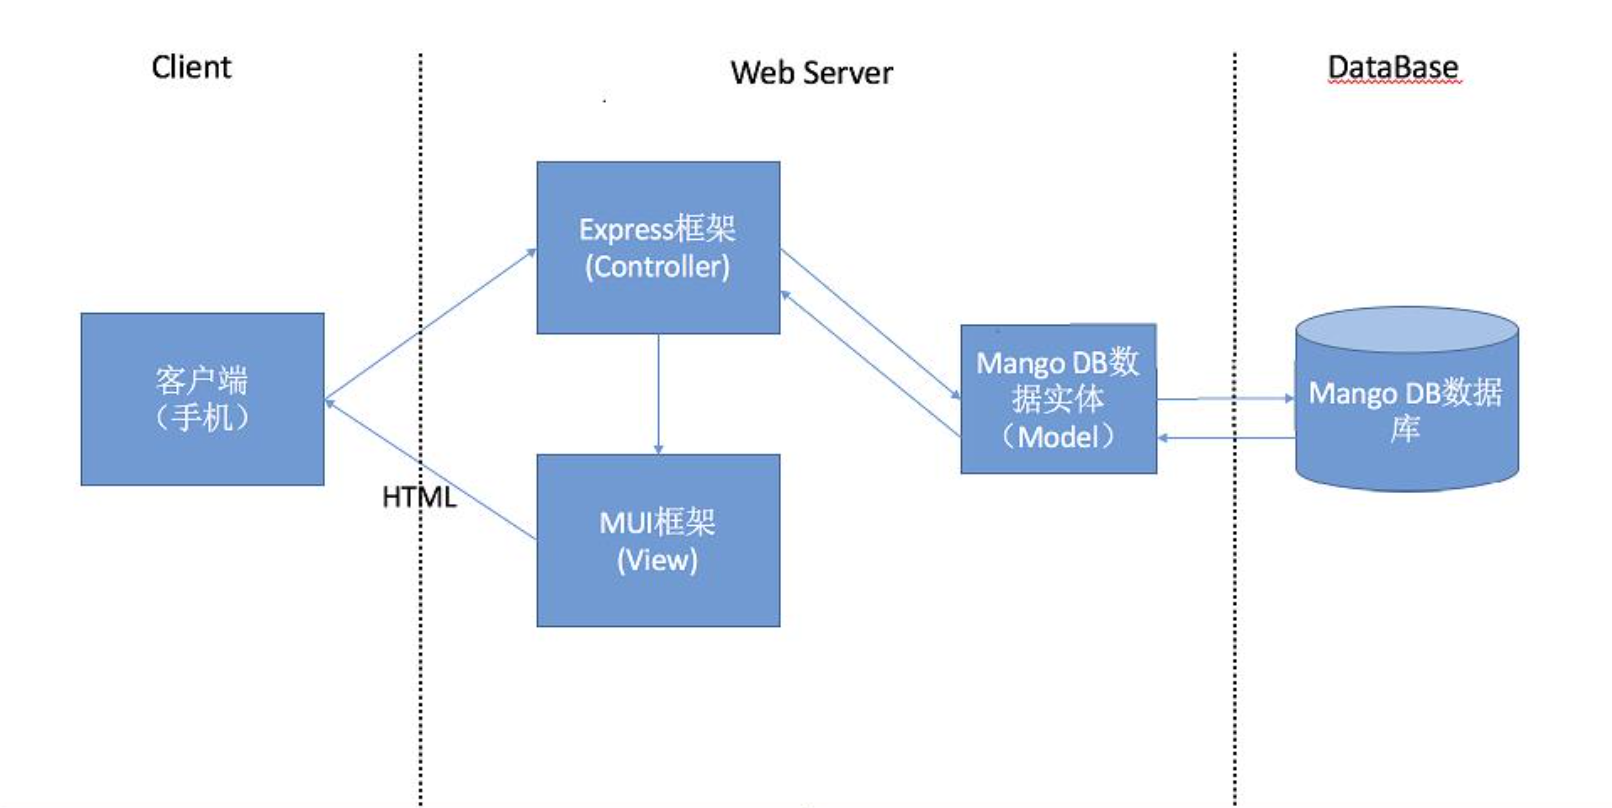 Client
Web Server
DataBase
Express框架
(Controller)
客户端
（手机）
Mango DB数
据实体
（Model）
Mango DB数据
库
HTML
MUI框架
(View)